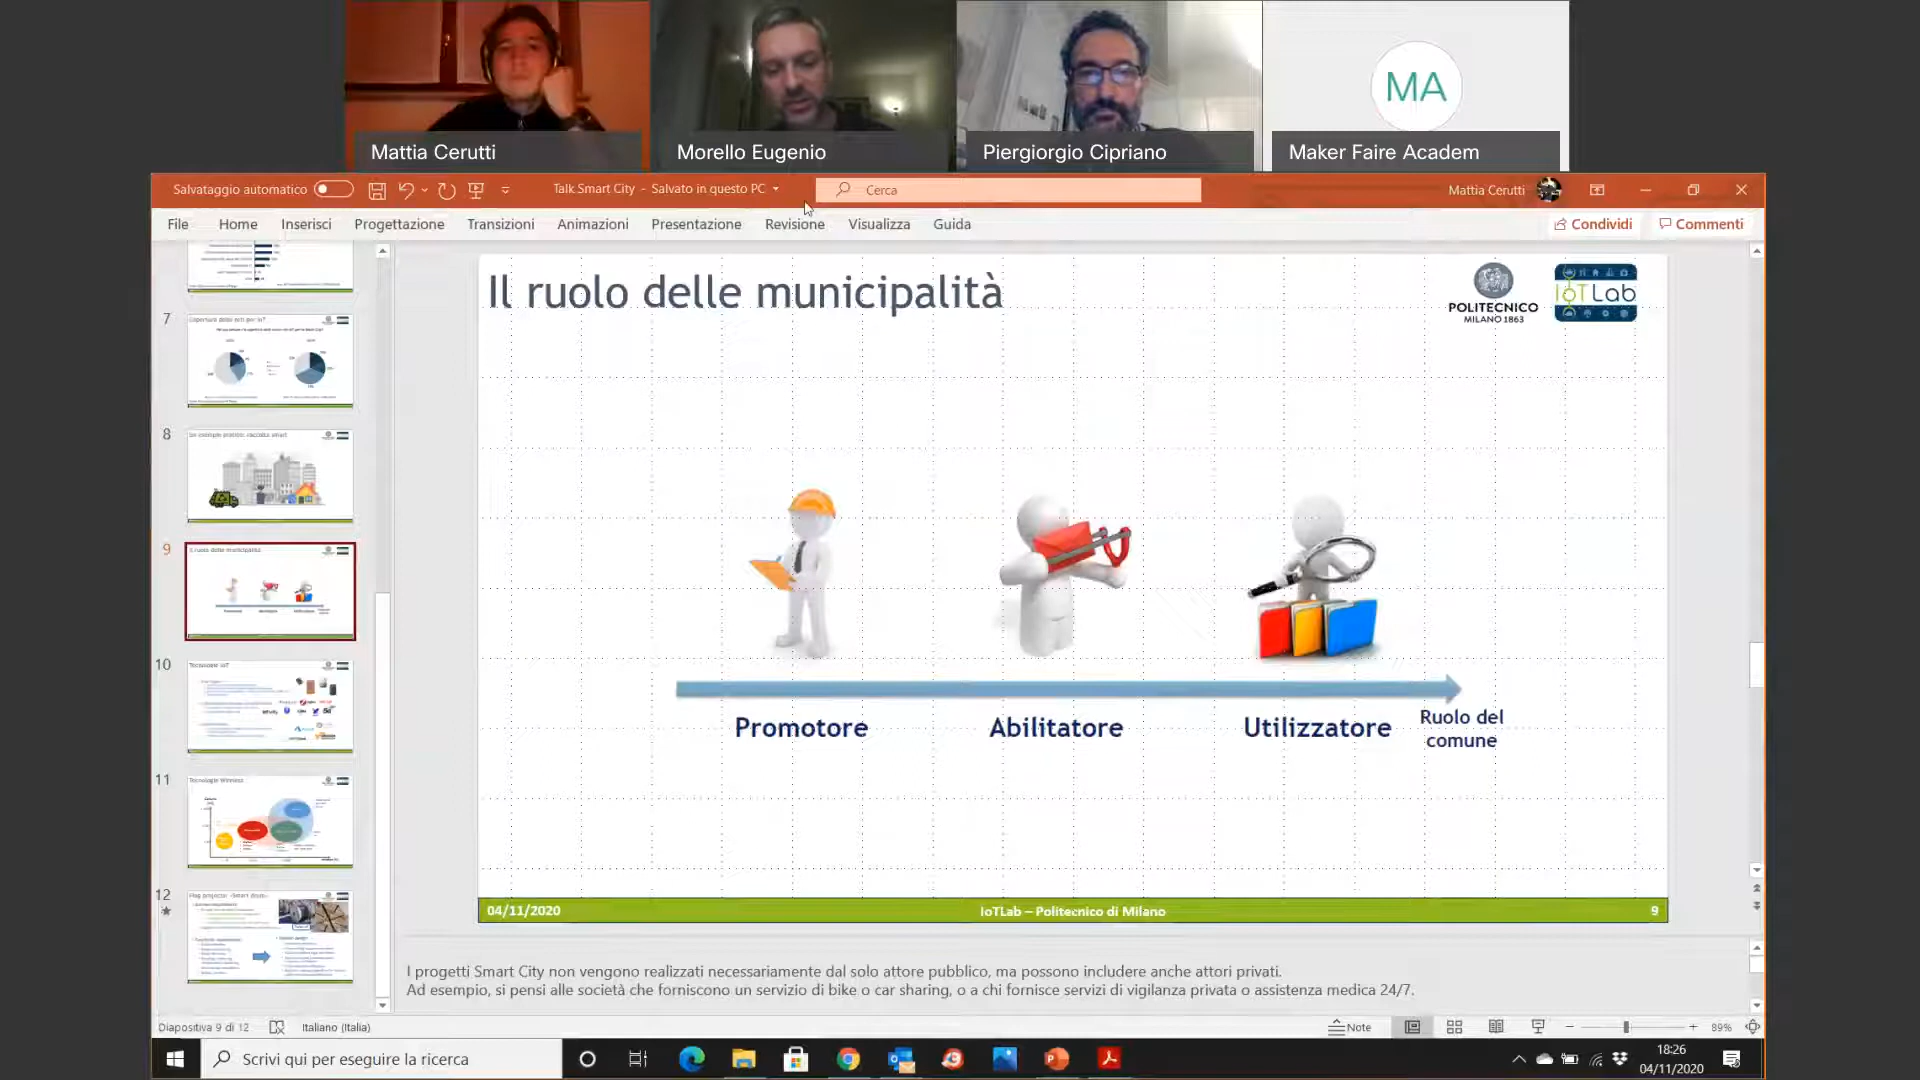 MA
Mattia Cerutti
Morello Eugenio
Piergiorgio Cipriano
Maker Faire Academ
Salvataggio automatico
Talk Smart City - Salvato in questo PC
Cerca
Mattia Cerutti
File Home Inserisci Progettazione Transizioni Animazioni Presentazione Revisione Visualizza Guida
Condividi Commenti
7
8
9
10
11
12
Il ruolo delle municipalità
POLITECNICO
MILANO 1863
IoT Lab
Promotore
Abilitatore
Utilizzatore
Ruolo del
comune
04/11/2020
IoTLab – Politecnico di Milano
9
I progetti Smart City non vengono realizzati necessariamente dal solo attore pubblico, ma possono includere anche attori privati.
Ad esempio, si pensi alle società che forniscono un servizio di bike o car sharing, o a chi fornisce servizi di vigilanza privata o assistenza medica 24/7.
Diapositiva 9 di 12
Italiano (Italia)
Note
89%
Scrivi qui per eseguire la ricerca
18:26
04/11/2020